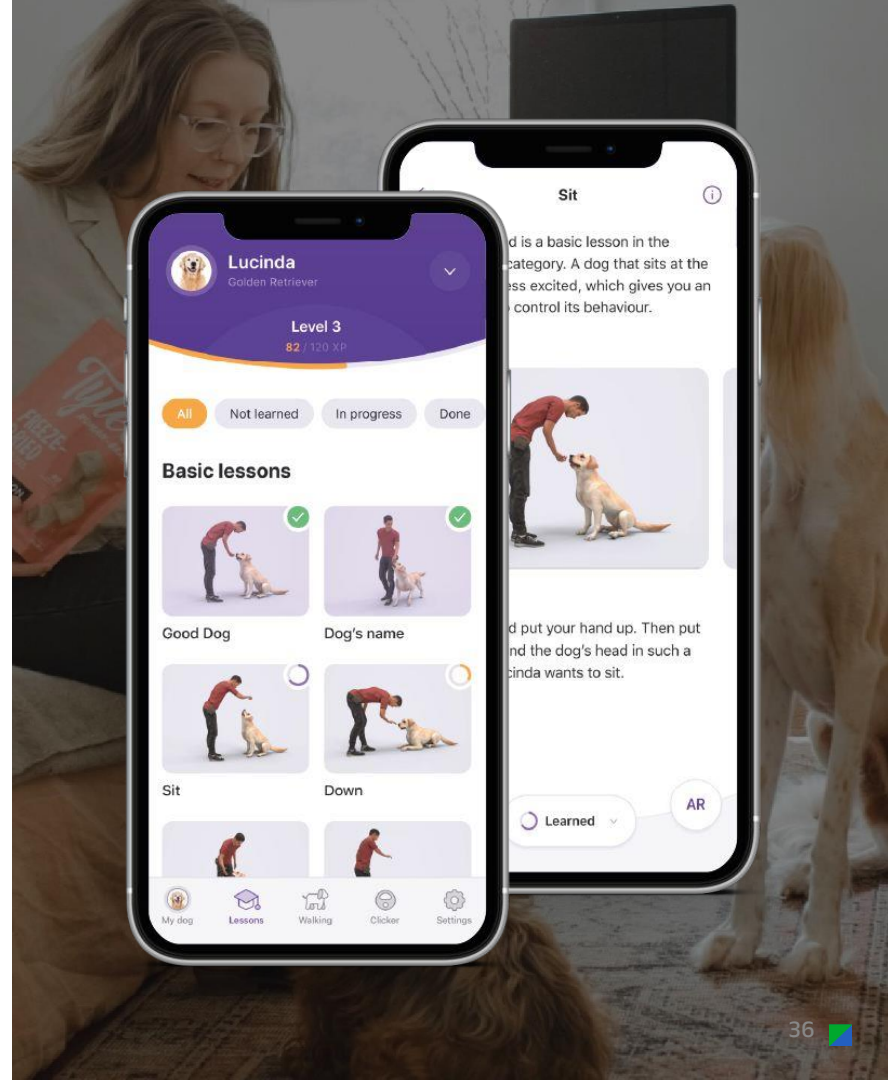 Lucinda
Golden Retriever
Level 3
82 / 120 XP
All
Not learned
In progress
Done
Basic lessons
Good Dog
Dog's name
Sit
Down
My dog
Lessons
Walking
Clicker
Settings
Sit
is a basic lesson in the
category. A dog that sits at the
excited, which gives you an
control its behaviour.
put your hand up. Then put
the dog's head in such a
wants to sit.
Learned
AR
FREEZE-
36